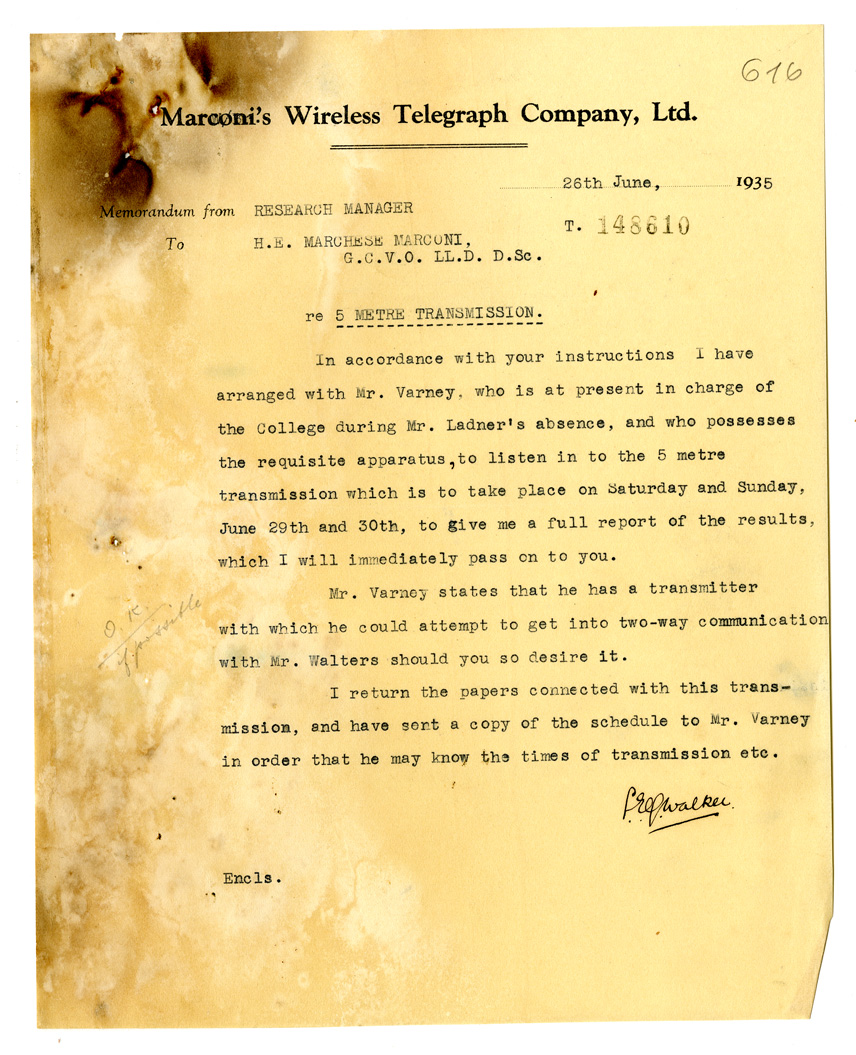 616
Marconi's Wireless Telegraph Company, Ltd.
26th June, 1935
Memorandum from RESEARCH MANAGER
T. 148610
To H.E. MARCHESE MARCONI,
G.C.V.O. LL.D. D.Sc.
re 5 METRE TRANSMISSION.
In accordance with your instructions I have
arranged with Mr. Varney, who is at present in charge of
the College during Mr. Ladner's absence, and who possesses
the requisite apparatus,to listen in to the 5 metre
transmission which is to take place on Saturday and Sunday,
June 29th and 30th, to give me a full report of the results,
which I will immediately pass on to you.
Mr. Varney states that he has a transmitter
with which he could attempt to get into two-way communication
with Mr. Walters should you so desire it.
O.K.
if possible
I return the papers connected with this trans-
mission, and have sent a copy of the schedule to Mr. Varney
in order that he may know the times of transmission etc.
Walker.
Encls.